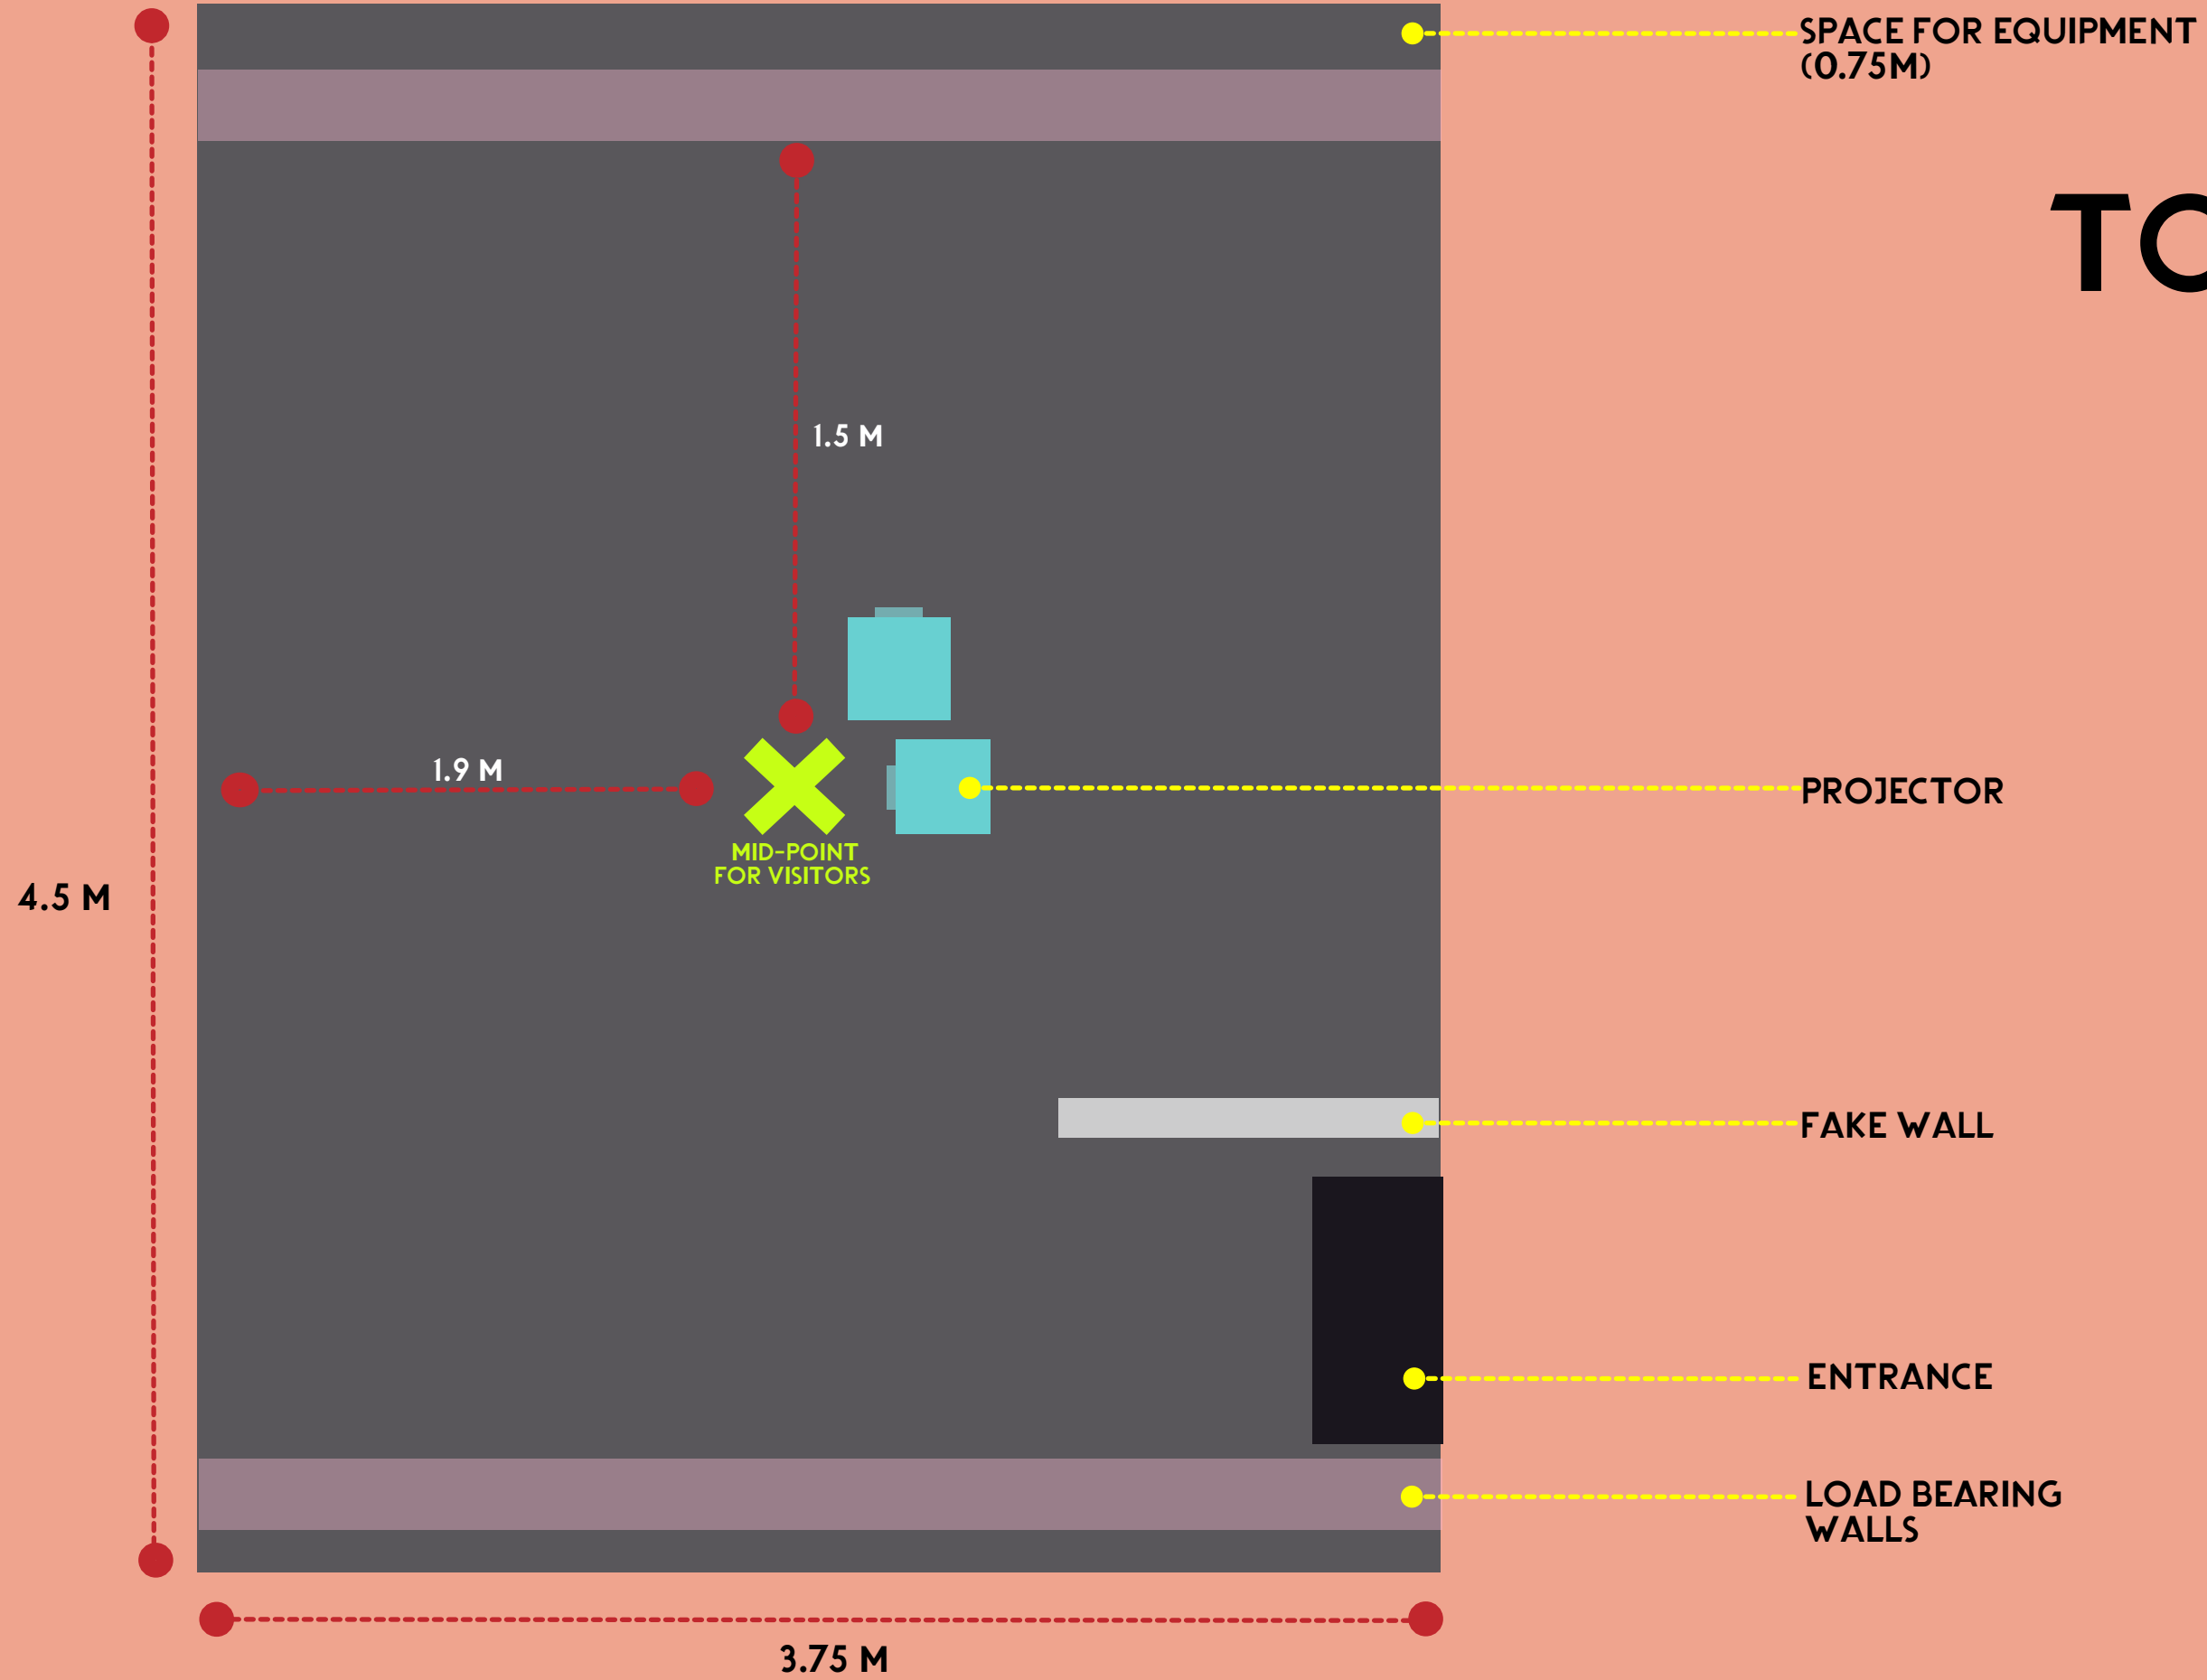 SPACE FOR EQUIPMENT
(0.75M)
TO
1.5 M
1.9 M
PROJECTOR
MID-POINT
FOR VISITORS
4.5 M
FAKE WALL
ENTRANCE
LOAD BEARING
WALLS
3.75 M